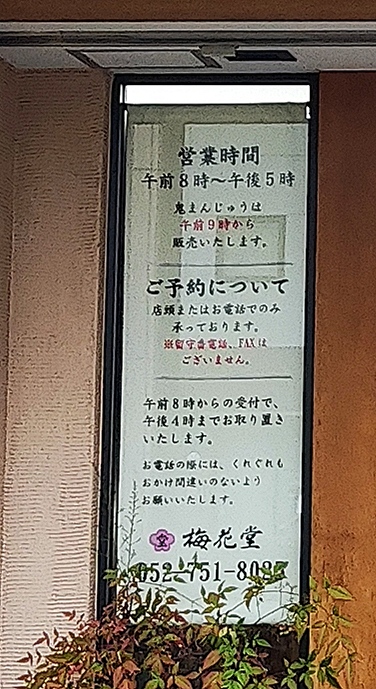 営業時間
午前8時～午後5時
鬼まんじゅうは
午前9時から
販売いたします。
ご予約について
店頭またはお電話でのみ
承っております。
※留守番電話、FAXは
ございません。
午前8時からの受付で、
午後4時までお取り置き
いたします。
お電話の際には、くれぐれも
おかけ間違いのないよう
お願いいたします。
堂 梅花堂